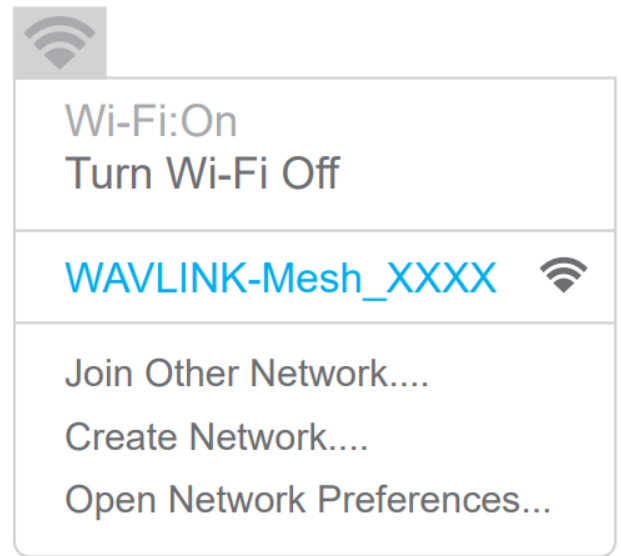 Wi-Fi:On
Turn Wi-Fi Off
WAVLINK-Mesh_XXXX
Join Other Network....
Create Network....
Open Network Preferences...